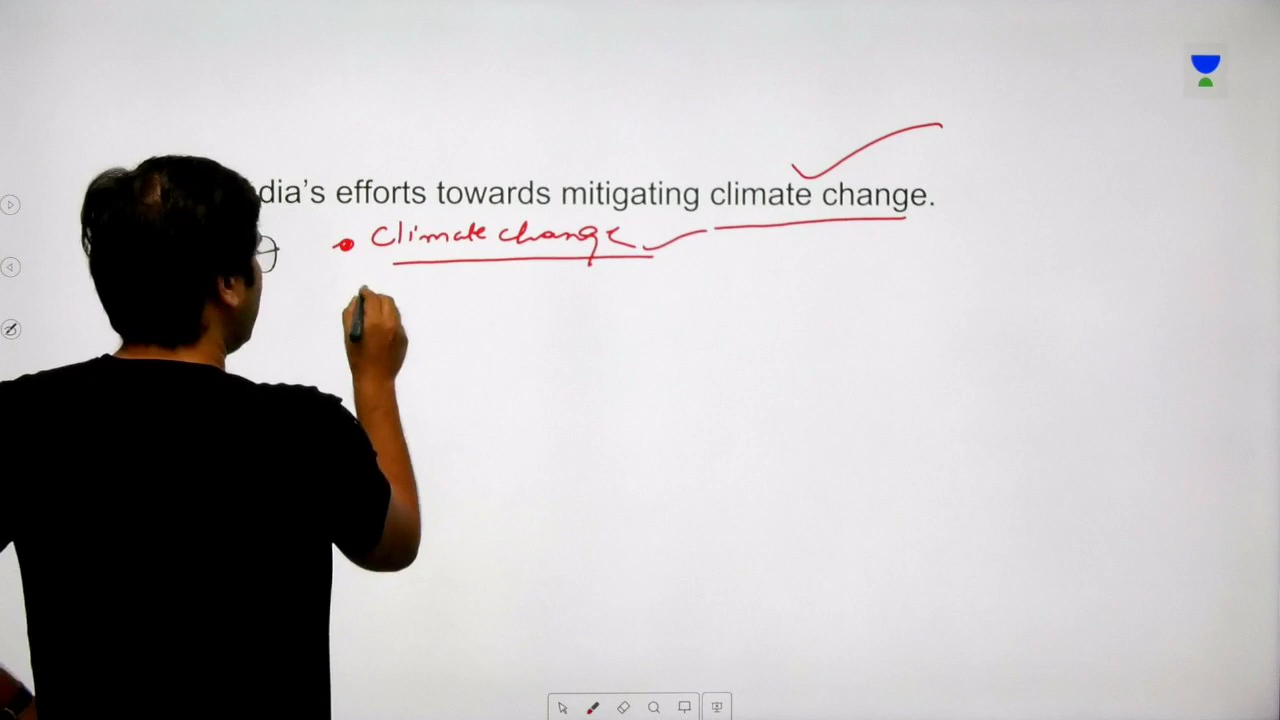 dia’s efforts towards mitigating climate change.
climate change